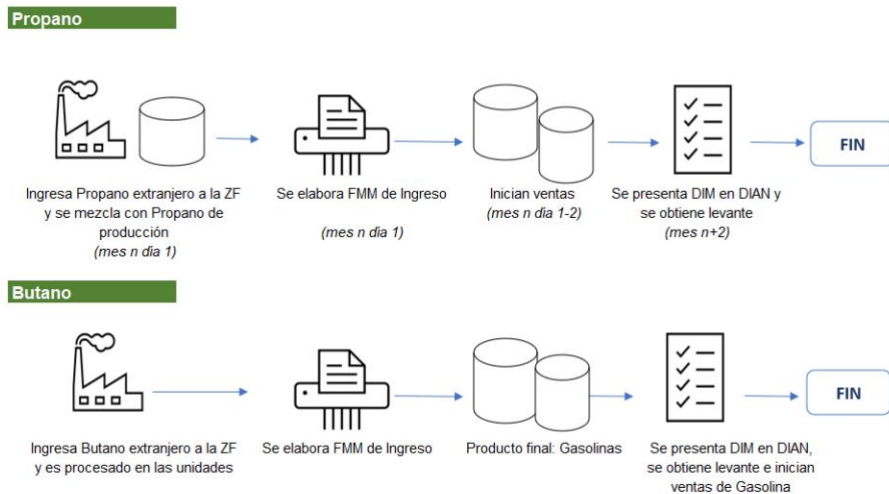 Propano
Ingresa Propano extranjero a la ZF
y se mezcla con Propano de
producción
(mes n dìa 1)
Se elabora FMM de Ingreso
(mes n dìa 1)
Inician ventas
(mes n dìa 1-2)
Se presenta DIM en DIAN y
se obtiene levante
(mes n+2)
FIN
Butano
Ingresa Butano extranjero a la ZF
y es procesado en las unidades
Se elabora FMM de Ingreso
Producto final: Gasolinas
Se presenta DIM en DIAN,
se obtiene levante e inician
ventas de Gasolina
FIN